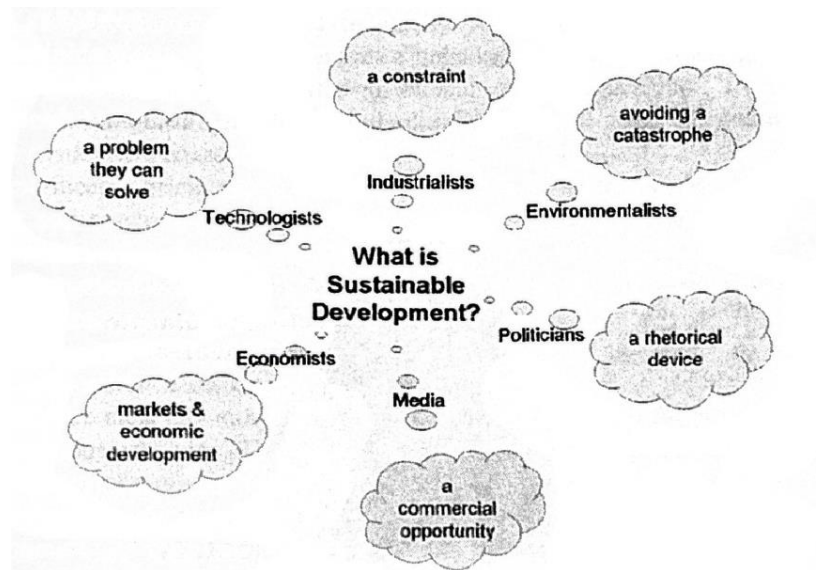 a constraint
avoiding a
catastrophe
a problem
they can
solve
Industrialists
Environmentalists
Technologists
What is
Sustainable
Development?
Politicians
a rhetorical
device
Economists
Media
markets &
economic
development
a
commercial
opportunity